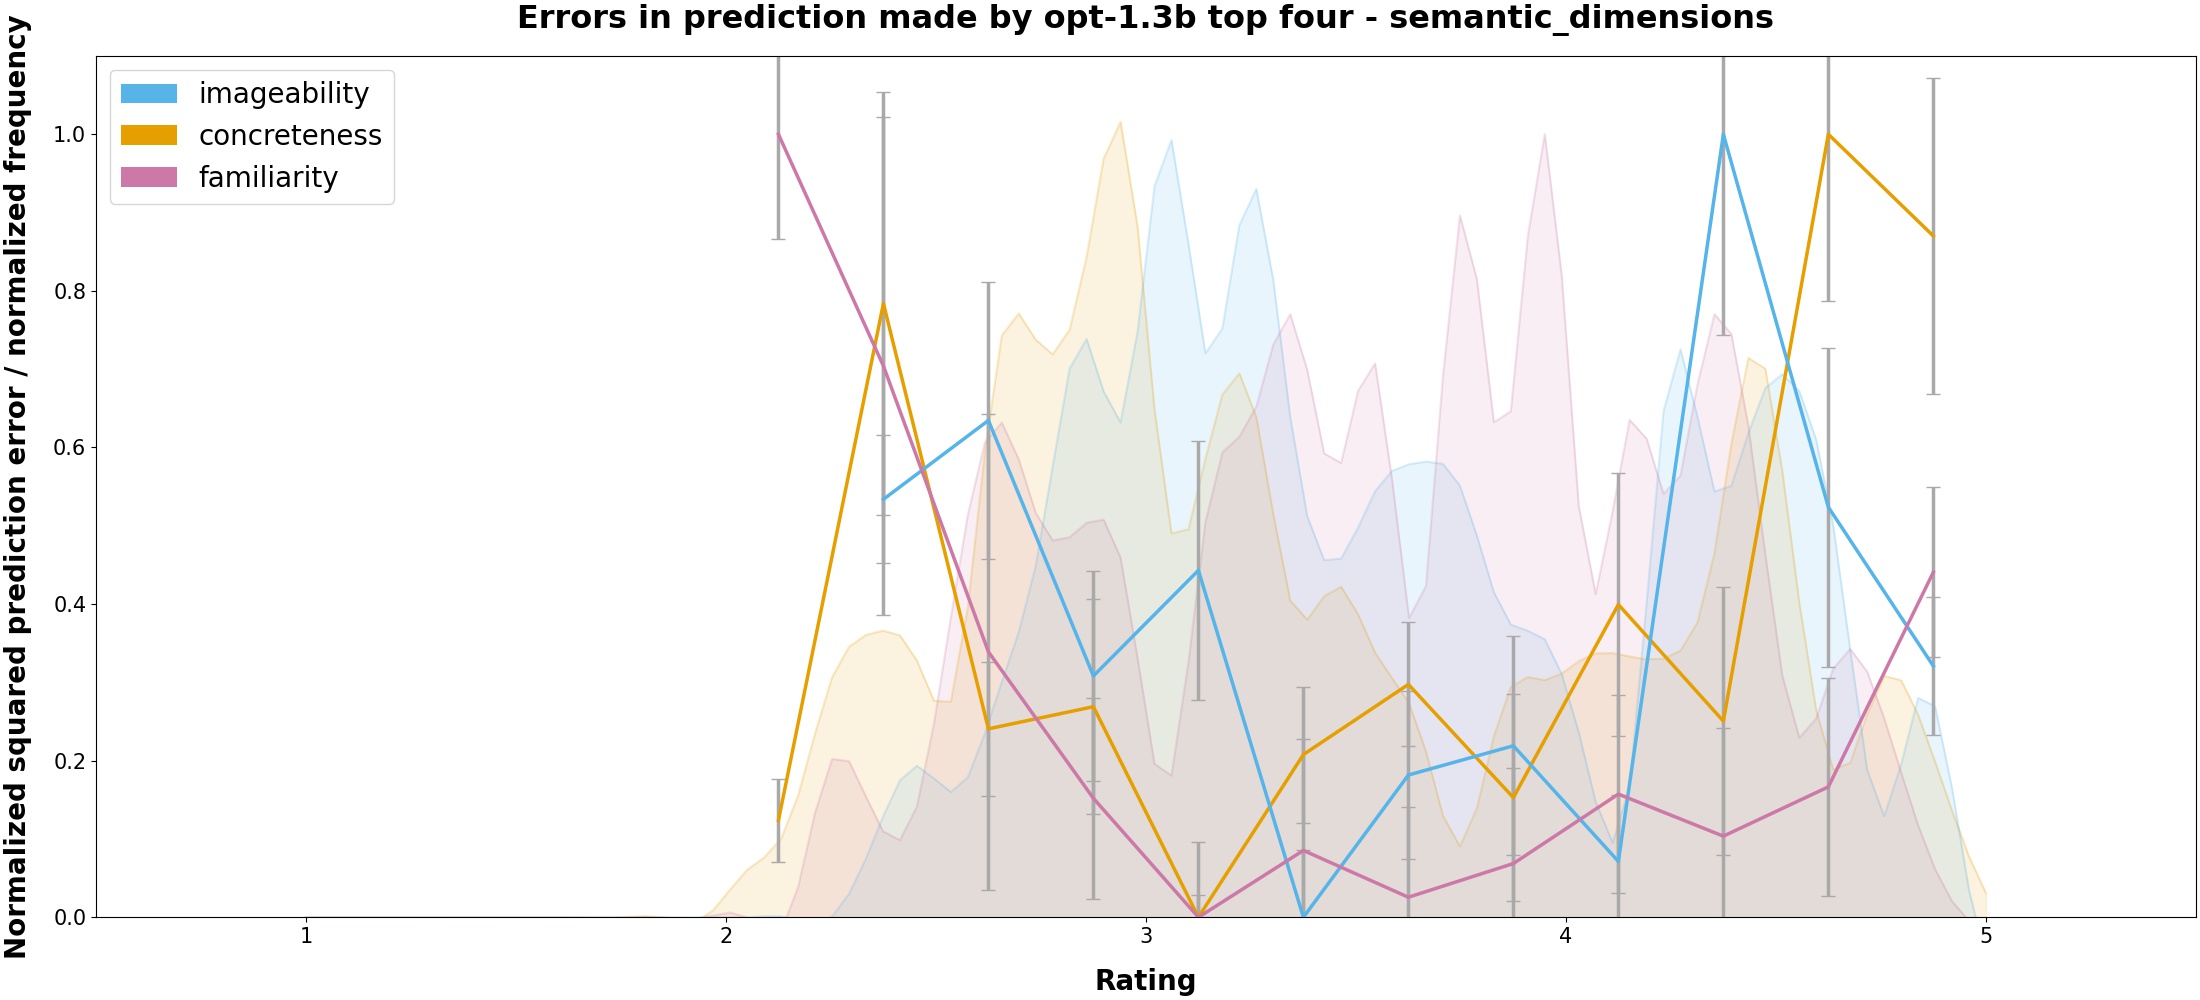 Errors in prediction made by opt-1.3b top four - semantic_dimensions
Normalized squared prediction error / normalized frequency
imageability
concreteness
familiarity
1.0
0.8
0.6
0.4
0.2
0.0
1 2 3 4 5
Rating